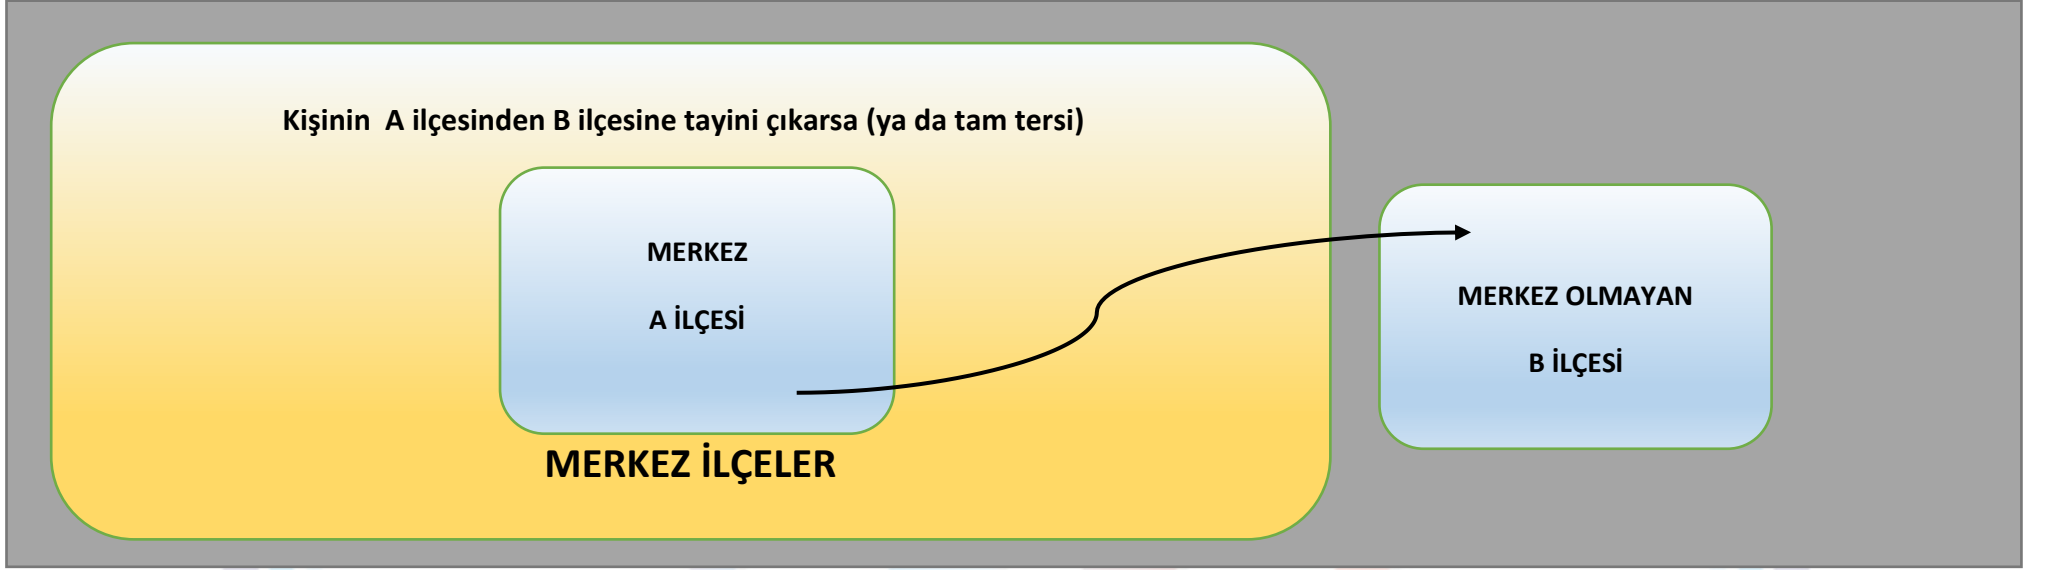 Kişinin  A ilçesinden B ilçesine tayini çıkarsa (ya da tam tersi)
MERKEZ
A İLÇESİ
MERKEZ OLMAYAN
B İLÇESİ
MERKEZ İLÇELER